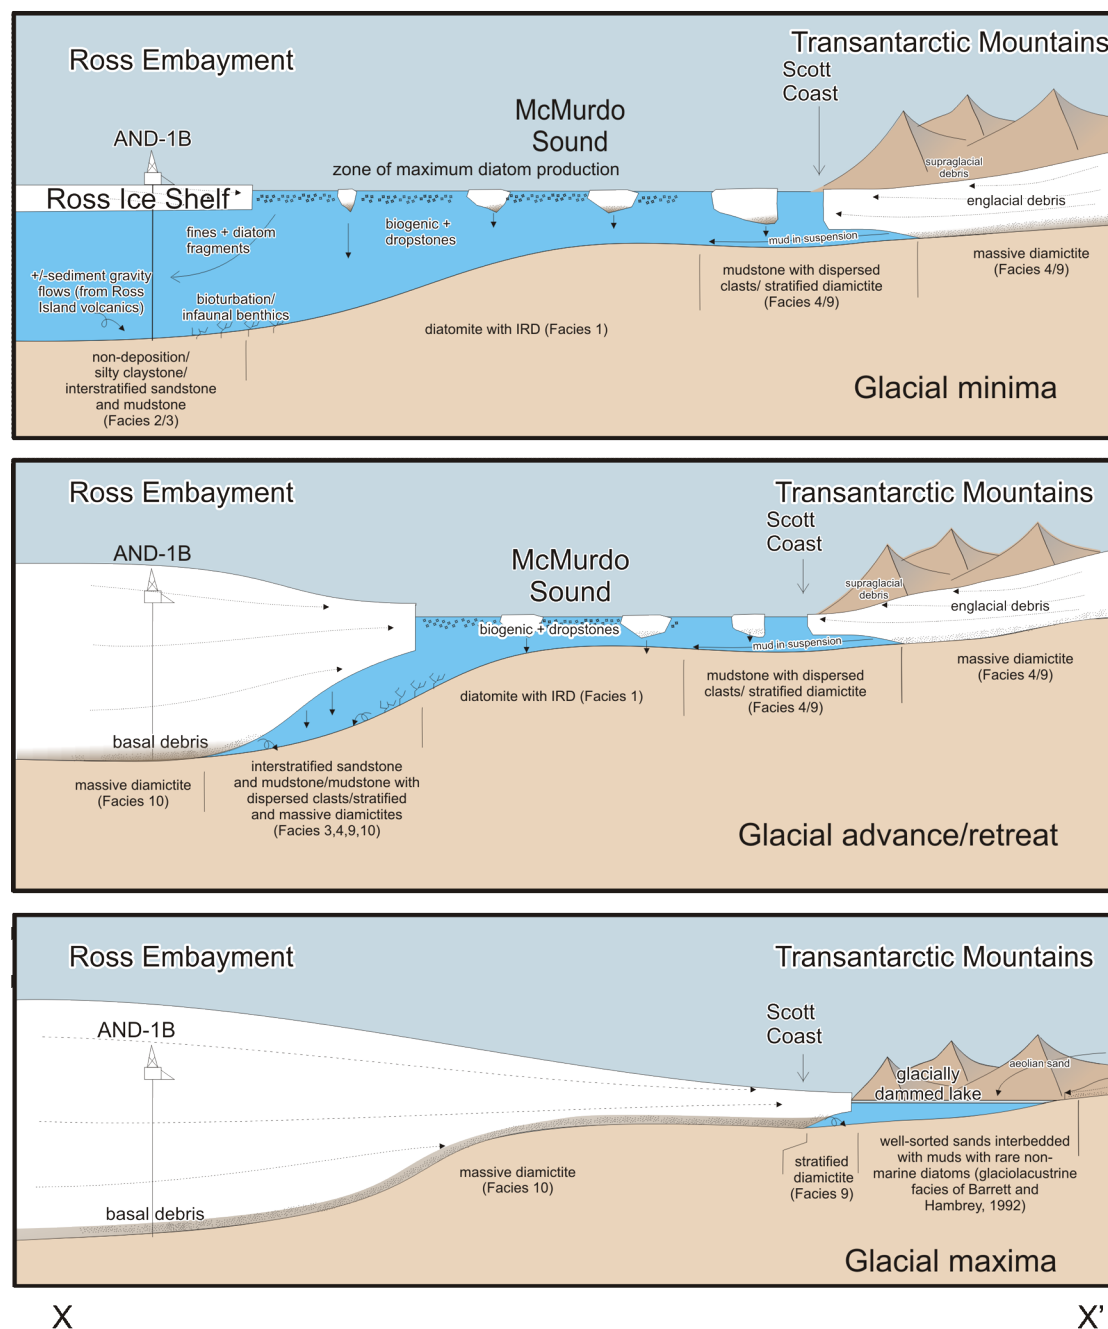 Ross Embayment
Transantarctic Mountains
Scott
Coast
McMurdo
Sound
AND-1B
zone of maximum diatom production
supraglacial
debris
Ross Ice Shelf
englacial debris
fines + diatom
fragments
biogenic +
dropstones
mud in suspension
massive diamictite
(Facies 4/9)
+/-sediment gravity
flows (from Ross
Island volcanics)
mudstone with dispersed
clasts/ stratified diamictite
(Facies 4/9)
bioturbation/
infaunal benthics
diatomite with IRD (Facies 1)
non-deposition/
silty claystone/
interstratified sandstone
and mudstone
(Facies 2/3)
Glacial minima
Ross Embayment
Transantarctic Mountains
Scott
Coast
AND-1B
McMurdo
Sound
supraglacial
debris
englacial debris
biogenic + dropstones
mud in suspension
massive diamictite
(Facies 4/9)
mudstone with dispersed
clasts/ stratified diamictite
(Facies 4/9)
diatomite with IRD (Facies 1)
basal debris
massive diamictite
(Facies 10)
interstratified sandstone
and mudstone/mudstone with
dispersed clasts/stratified
and massive diamictites
(Facies 3,4,9,10)
Glacial advance/retreat
Ross Embayment
Transantarctic Mountains
Scott
Coast
AND-1B
aeolian sand
glacially
dammed lake
massive diamictite
(Facies 10)
stratified
diamictite
(Facies 9)
well-sorted sands interbedded
with muds with rare non-
marine diatoms (glaciolacustrine
facies of Barrett and
Hambrey, 1992)
basal debris
Glacial maxima
X
X'